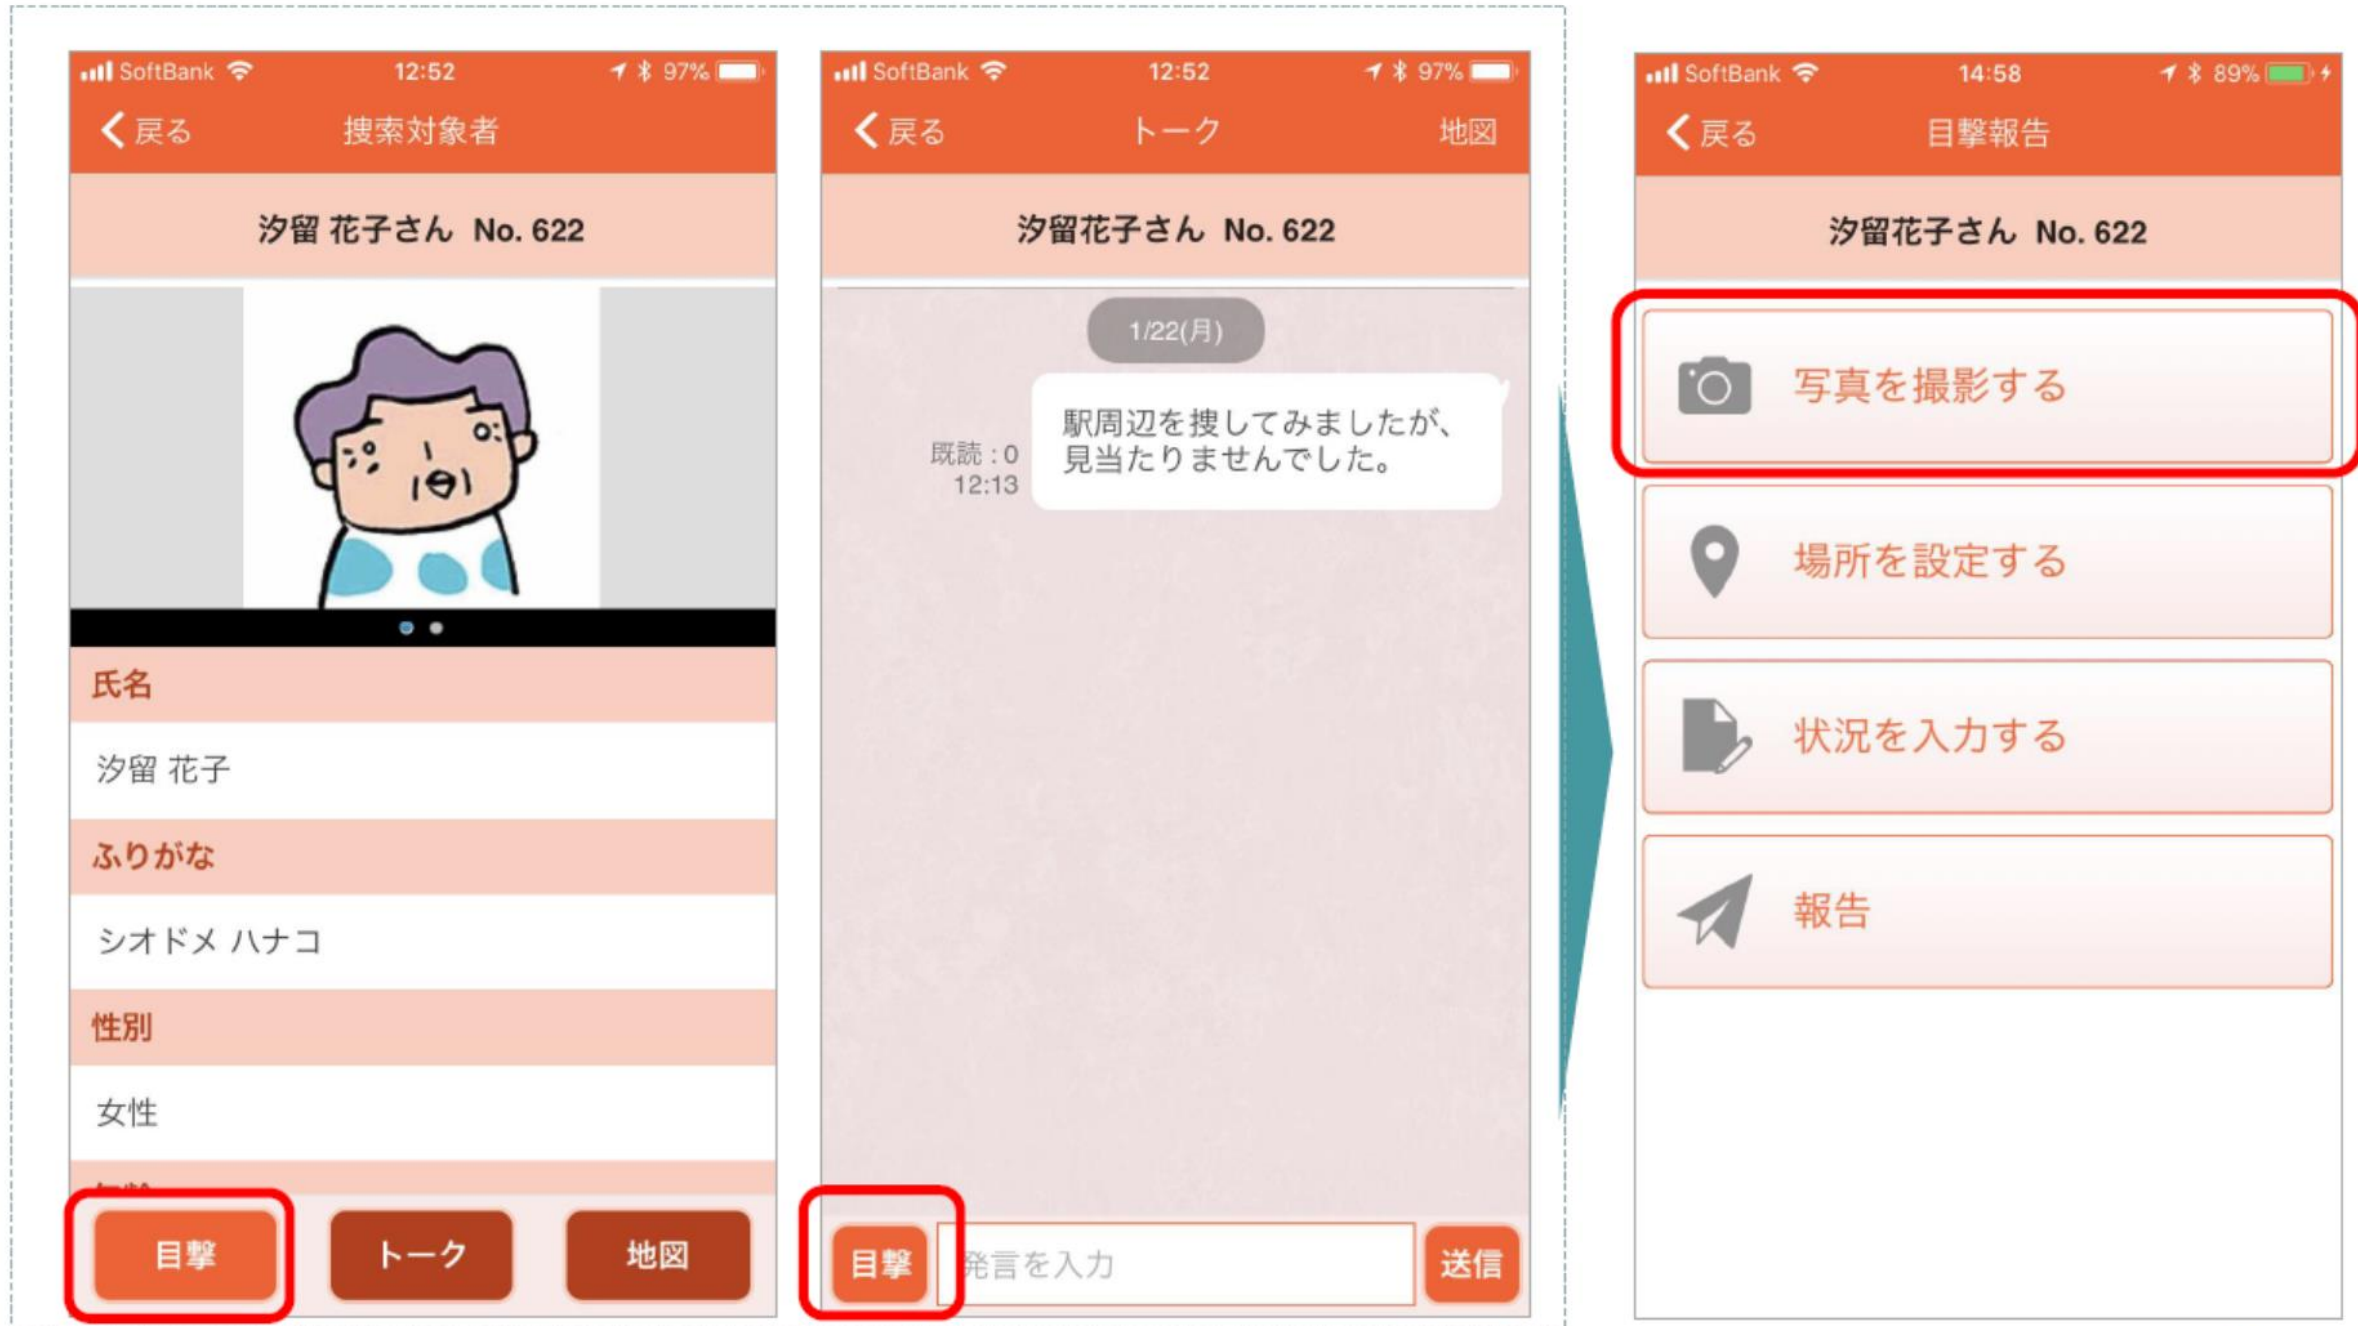 SoftBank 12:52 97%
戻る 捜索対象者
汐留 花子さん No. 622
氏名
汐留 花子
ふりがな
シオドメ ハナコ
性別
女性
目撃 トーク 地図
SoftBank 12:52 97%
戻る トーク 地図
汐留花子さん No. 622
1/22(月)
駅周辺を捜してみましたが、
見当たりませんでした。
既読 : 0
12:13
目撃 発言を入力 送信
SoftBank 14:58 89%
戻る 目撃報告
汐留花子さん No. 622
写真を撮影する
場所を設定する
状況を入力する
報告